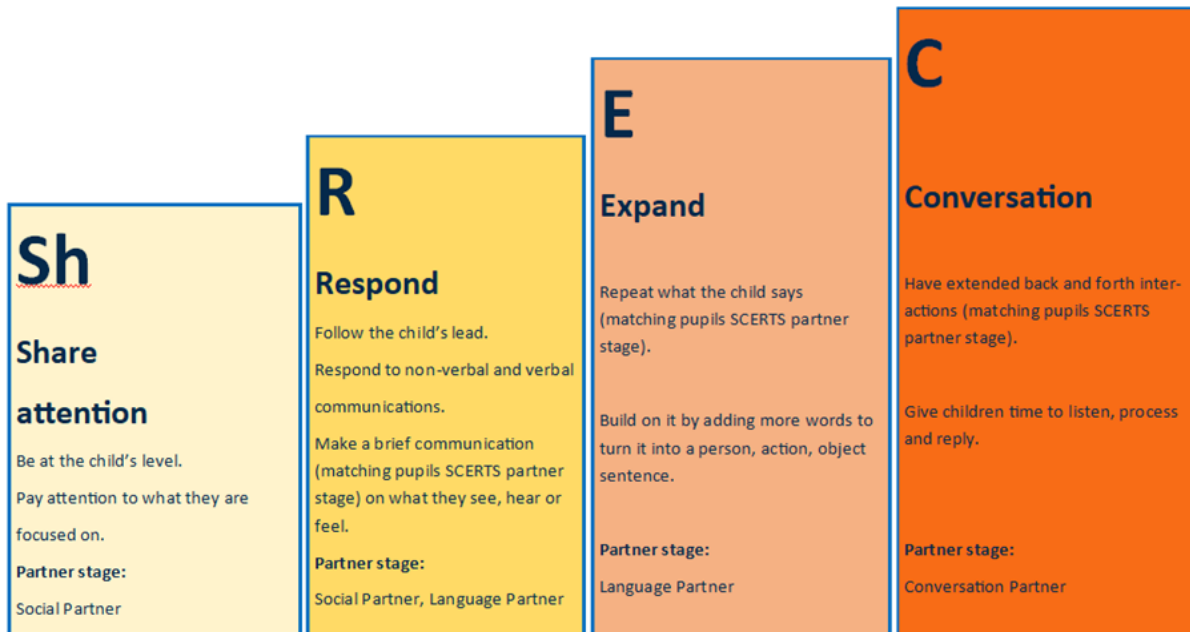 Sh
Share
attention
Be at the child's level.
Pay attention to what they are
focused on.
Partner stage:
Social Partner
R
Respond
Follow the child's lead.
Respond to non-verbal and verbal
communications.
Make a brief communication
(matching pupils SCERTS partner
stage) on what they see, hear or
feel.
Partner stage:
Social Partner, Language Partner
E
Expand
Repeat what the child says
(matching pupils SCERTS partner
stage).
Build on it by adding more words to
turn it into a person, action, object
sentence.
Partner stage:
Language Partner
C
Conversation
Have extended back and forth inter-
actions (matching pupils SCERTS
partner stage).
Give children time to listen, process
and reply.
Partner stage:
Conversation Partner